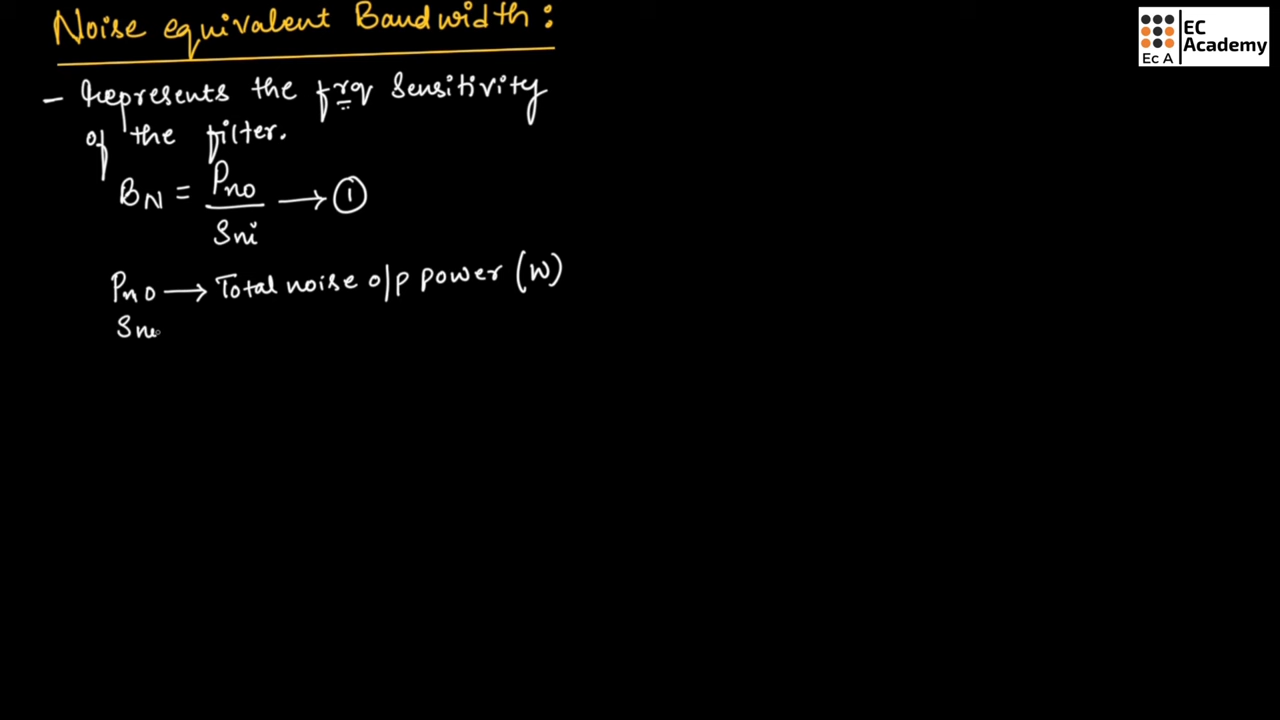 Noise equivalent Bandwidth :
EC
Academy
Ec A
- Represents the frq sensitivity
of the filter.
BN = Pno / Sni → ①
Pno → Total noise o/p power (W)
Sni